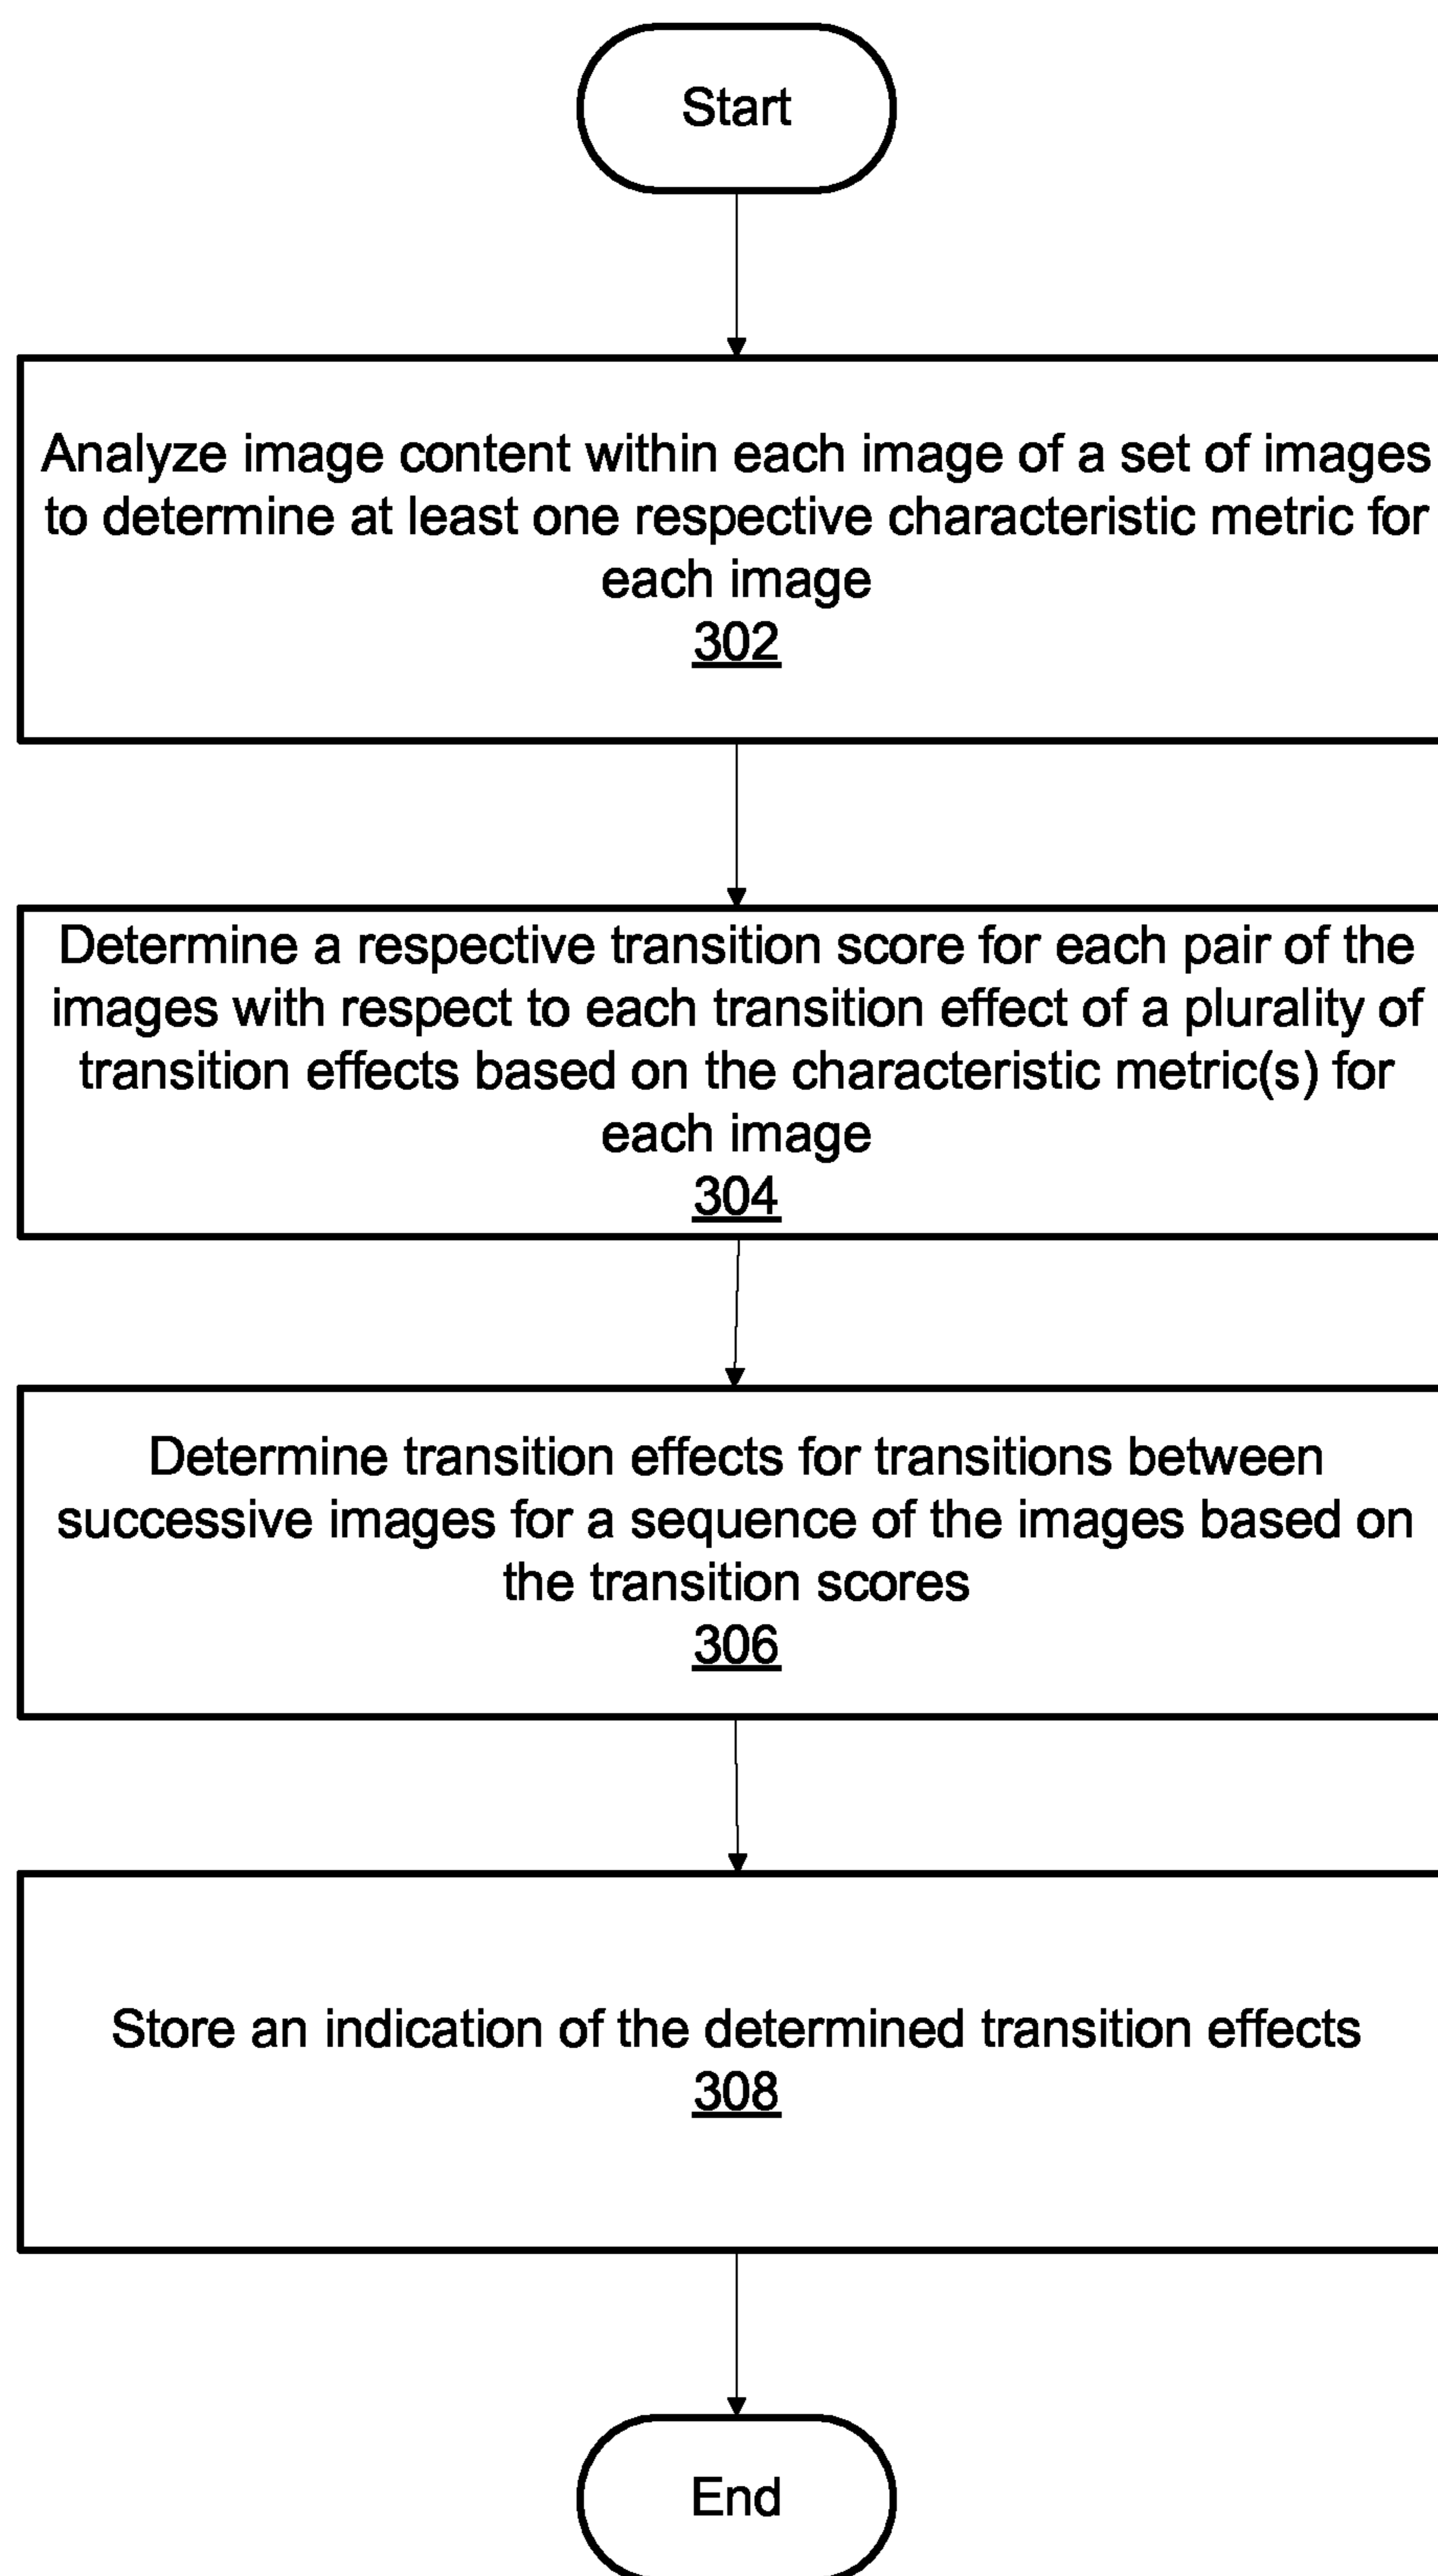 Start
Analyze image content within each image of a set of images
to determine at least one respective characteristic metric for
each image
302
Determine a respective transition score for each pair of the
images with respect to each transition effect of a plurality of
transition effects based on the characteristic metric(s) for
each image
304
Determine transition effects for transitions between
successive images for a sequence of the images based on
the transition scores
306
Store an indication of the determined transition effects
308
End